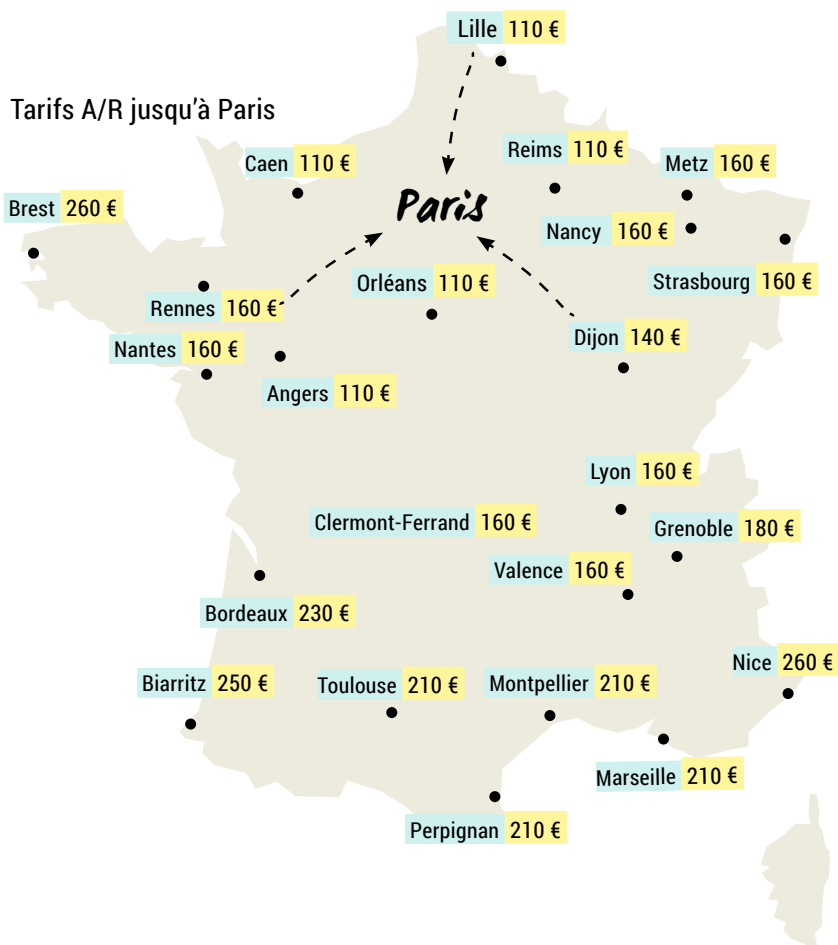 Lille 110 €
Tarifs A/R jusqu'à Paris
Reims 110 €
Caen 110 €
Metz 160 €
Brest 260 €
Paris
Nancy 160 €
Orléans 110 €
Strasbourg 160 €
Rennes 160 €
Dijon 140 €
Nantes 160 €
Angers 110 €
Lyon 160 €
Clermont-Ferrand 160 €
Grenoble 180 €
Valence 160 €
Bordeaux 230 €
Nice 260 €
Biarritz 250 €
Toulouse 210 €
Montpellier 210 €
Marseille 210 €
Perpignan 210 €